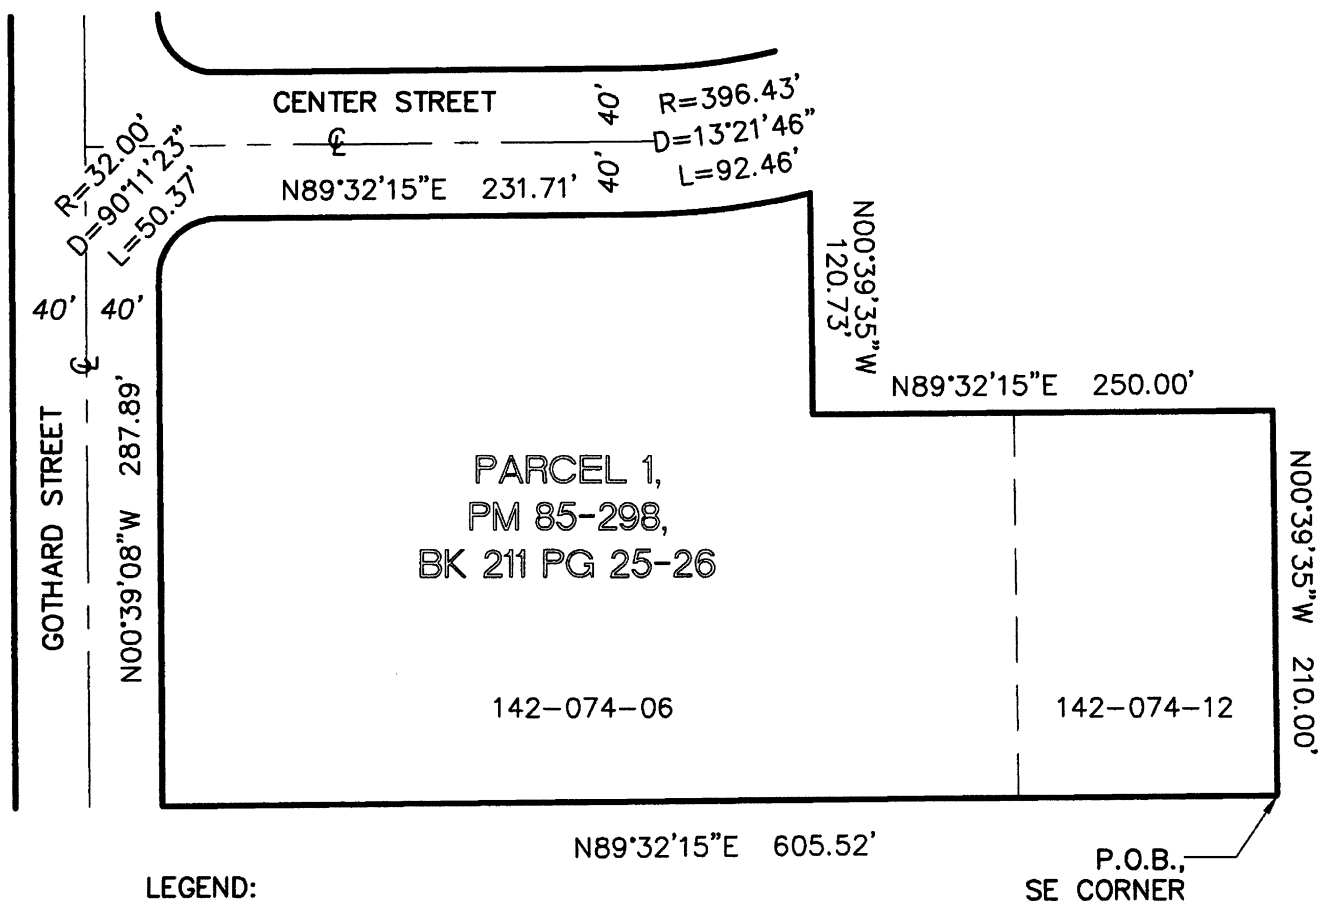 CENTER STREET
40'
R=396.43'
D=13°21'46"
L=92.46'
40'
℄
N89°32'15"E 231.71'
R=32.00'
D=90°11'23"
L=50.37'
N00°39'35"W
120.73'
40' 40'
℄
N89°32'15"E 250.00'
GOTHARD STREET
N00°39'08"W 287.89'
PARCEL 1,
PM 85-298,
BK 211 PG 25-26
N00°39'35"W 210.00'
142-074-06
142-074-12
N89°32'15"E 605.52'
P.O.B.,
SE CORNER
LEGEND: